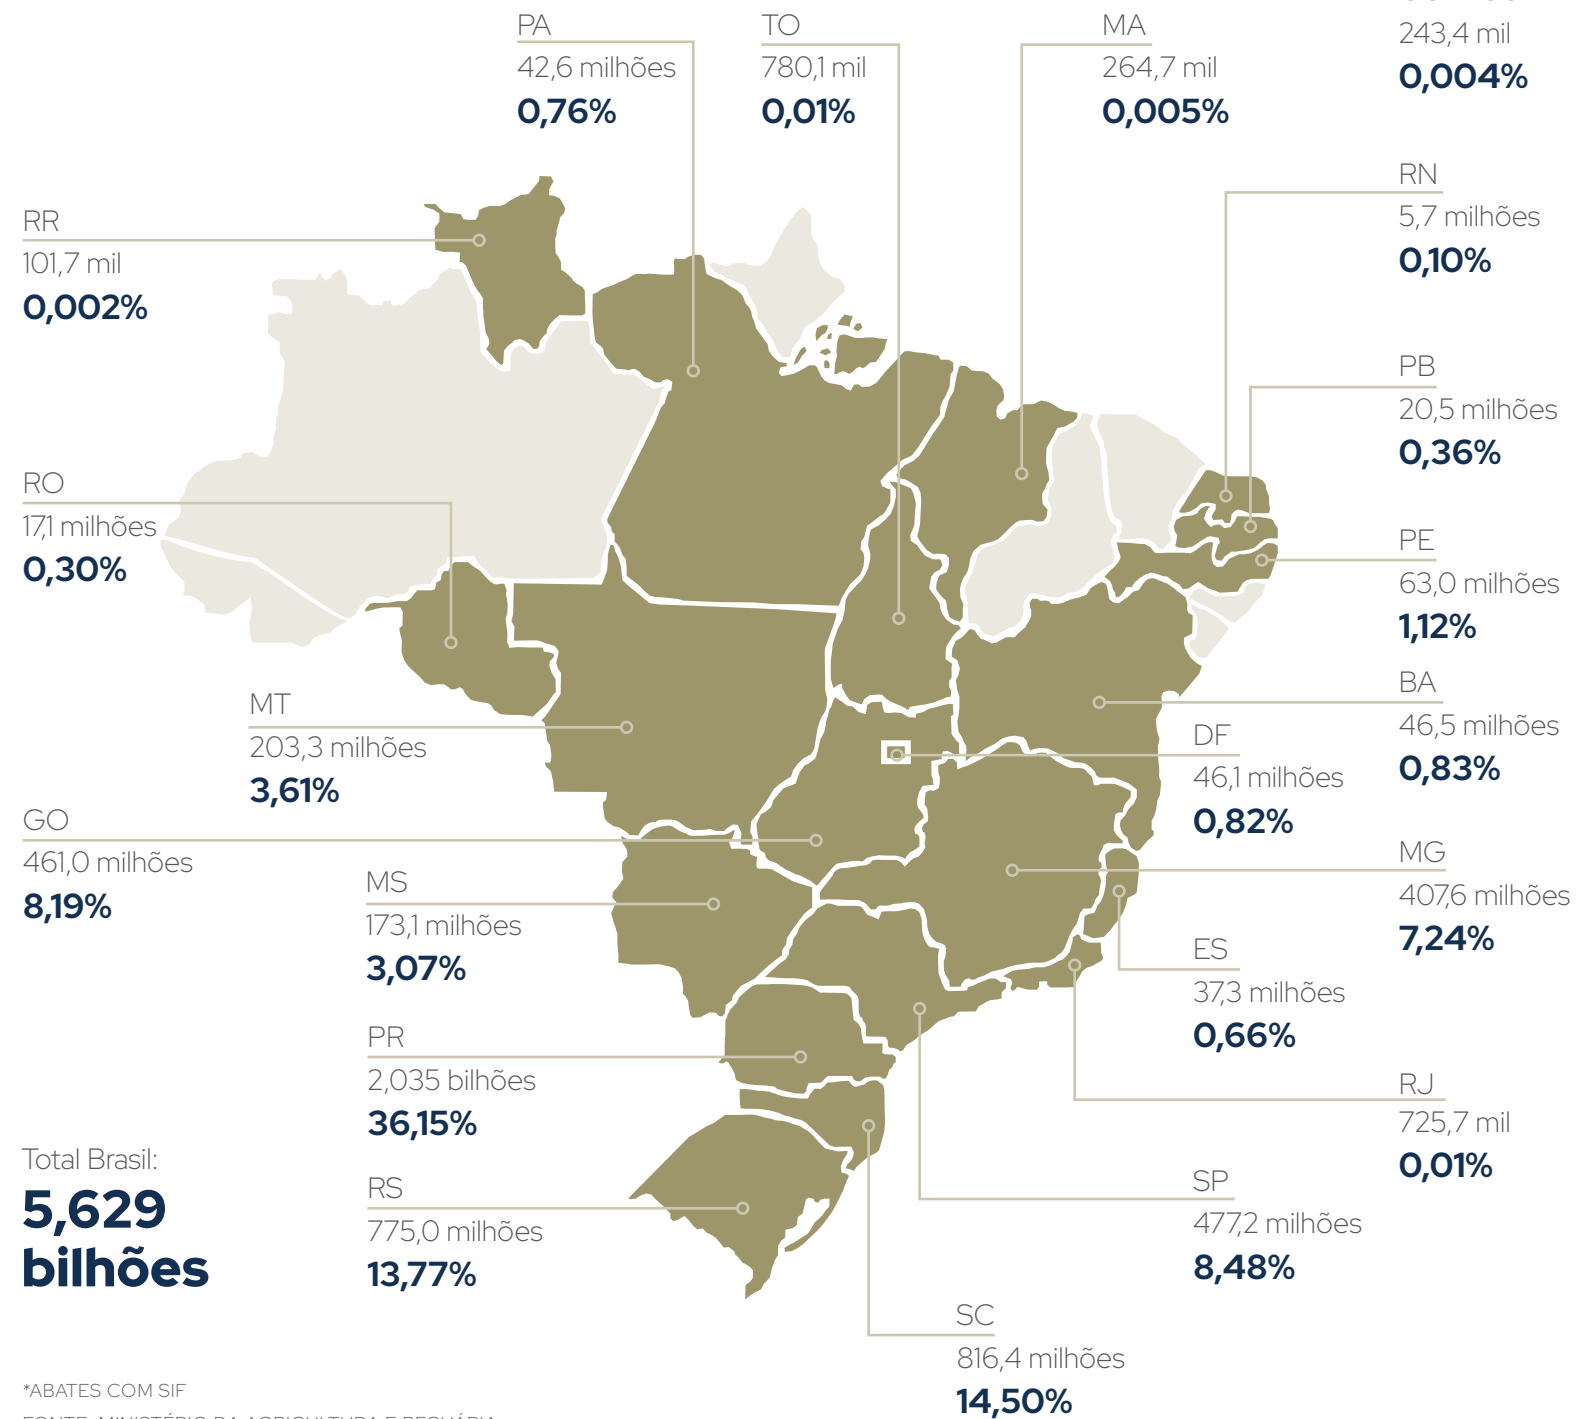 PA
42,6 milhões
0,76%
TO
780,1 mil
0,01%
MA
264,7 mil
0,005%
243,4 mil
0,004%
RR
101,7 mil
0,002%
RN
5,7 milhões
0,10%
PB
20,5 milhões
0,36%
RO
17,1 milhões
0,30%
PE
63,0 milhões
1,12%
BA
46,5 milhões
0,83%
MT
203,3 milhões
3,61%
DF
46,1 milhões
0,82%
GO
461,0 milhões
8,19%
MG
407,6 milhões
7,24%
MS
173,1 milhões
3,07%
ES
37,3 milhões
0,66%
PR
2,035 bilhões
36,15%
RJ
725,7 mil
0,01%
Total Brasil:
5,629
bilhões
RS
775,0 milhões
13,77%
SP
477,2 milhões
8,48%
SC
816,4 milhões
14,50%
*ABATES COM SIF
FONTE: MINISTÉRIO DA AGRICULTURA E PECUÁRIA